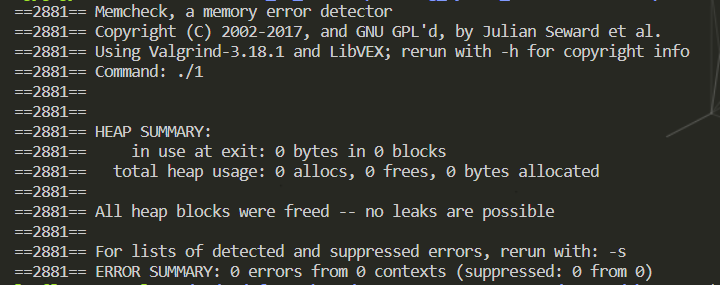 ==2881== Memcheck, a memory error detector
==2881== Copyright (C) 2002-2017, and GNU GPL'd, by Julian Seward et al.
==2881== Using Valgrind-3.18.1 and LibVEX; rerun with -h for copyright info
==2881== Command: ./1
==2881==
==2881==
==2881== HEAP SUMMARY:
==2881==     in use at exit: 0 bytes in 0 blocks
==2881==   total heap usage: 0 allocs, 0 frees, 0 bytes allocated
==2881==
==2881== All heap blocks were freed -- no leaks are possible
==2881==
==2881== For lists of detected and suppressed errors, rerun with: -s
==2881== ERROR SUMMARY: 0 errors from 0 contexts (suppressed: 0 from 0)